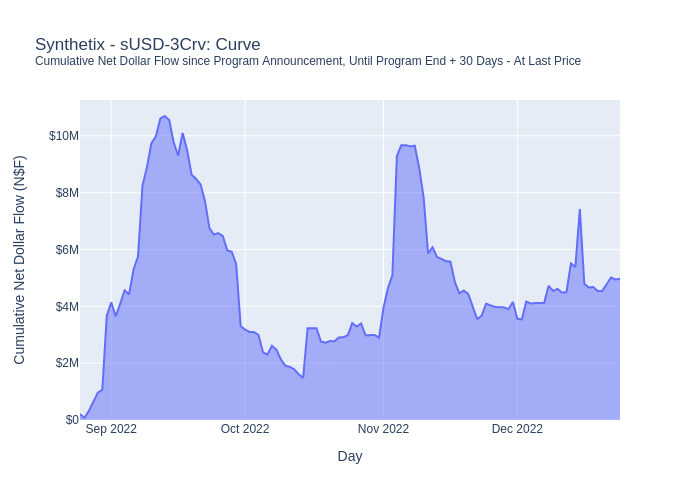 Synthetix - sUSD-3Crv: Curve
Cumulative Net Dollar Flow since Program Announcement, Until Program End + 30 Days - At Last Price
Cumulative Net Dollar Flow (N$F)
$10M
$8M
$6M
$4M
$2M
$0
Sep 2022 Oct 2022 Nov 2022 Dec 2022
Day